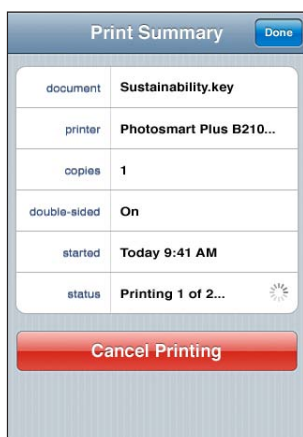 Print Summary
Done
document Sustainability.key
printer Photosmart Plus B210...
copies 1
double-sided On
started Today 9:41 AM
status Printing 1 of 2...
Cancel Printing